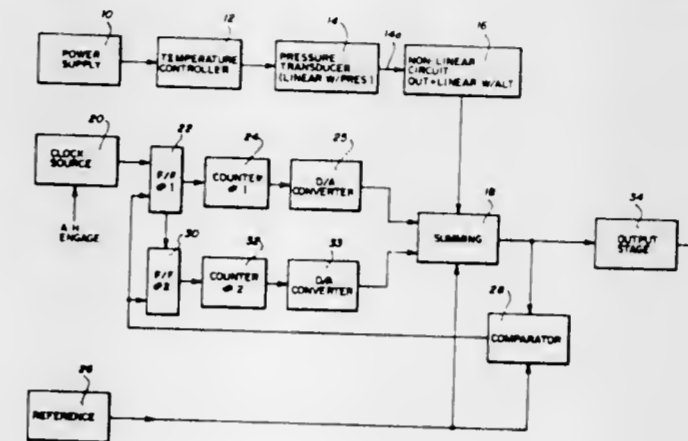 10
POWER
SUPPLY
12
TEMPERATURE
CONTROLLER
14
PRESSURE
TRANSDUCER
(LINEAR W/PRES)
14a
16
NON-LINEAR
CIRCUIT
OUT=LINEAR W/ALT
20
CLOCK
SOURCE
A H
ENGAGE
22
F/F
#1
24
COUNTER
#1
25
D/A
CONVERTER
18
SUMMING
34
OUTPUT
STAGE
30
F/F
#2
32
COUNTER
#2
33
D/A
CONVERTER
28
COMPARATOR
26
REFERENCE